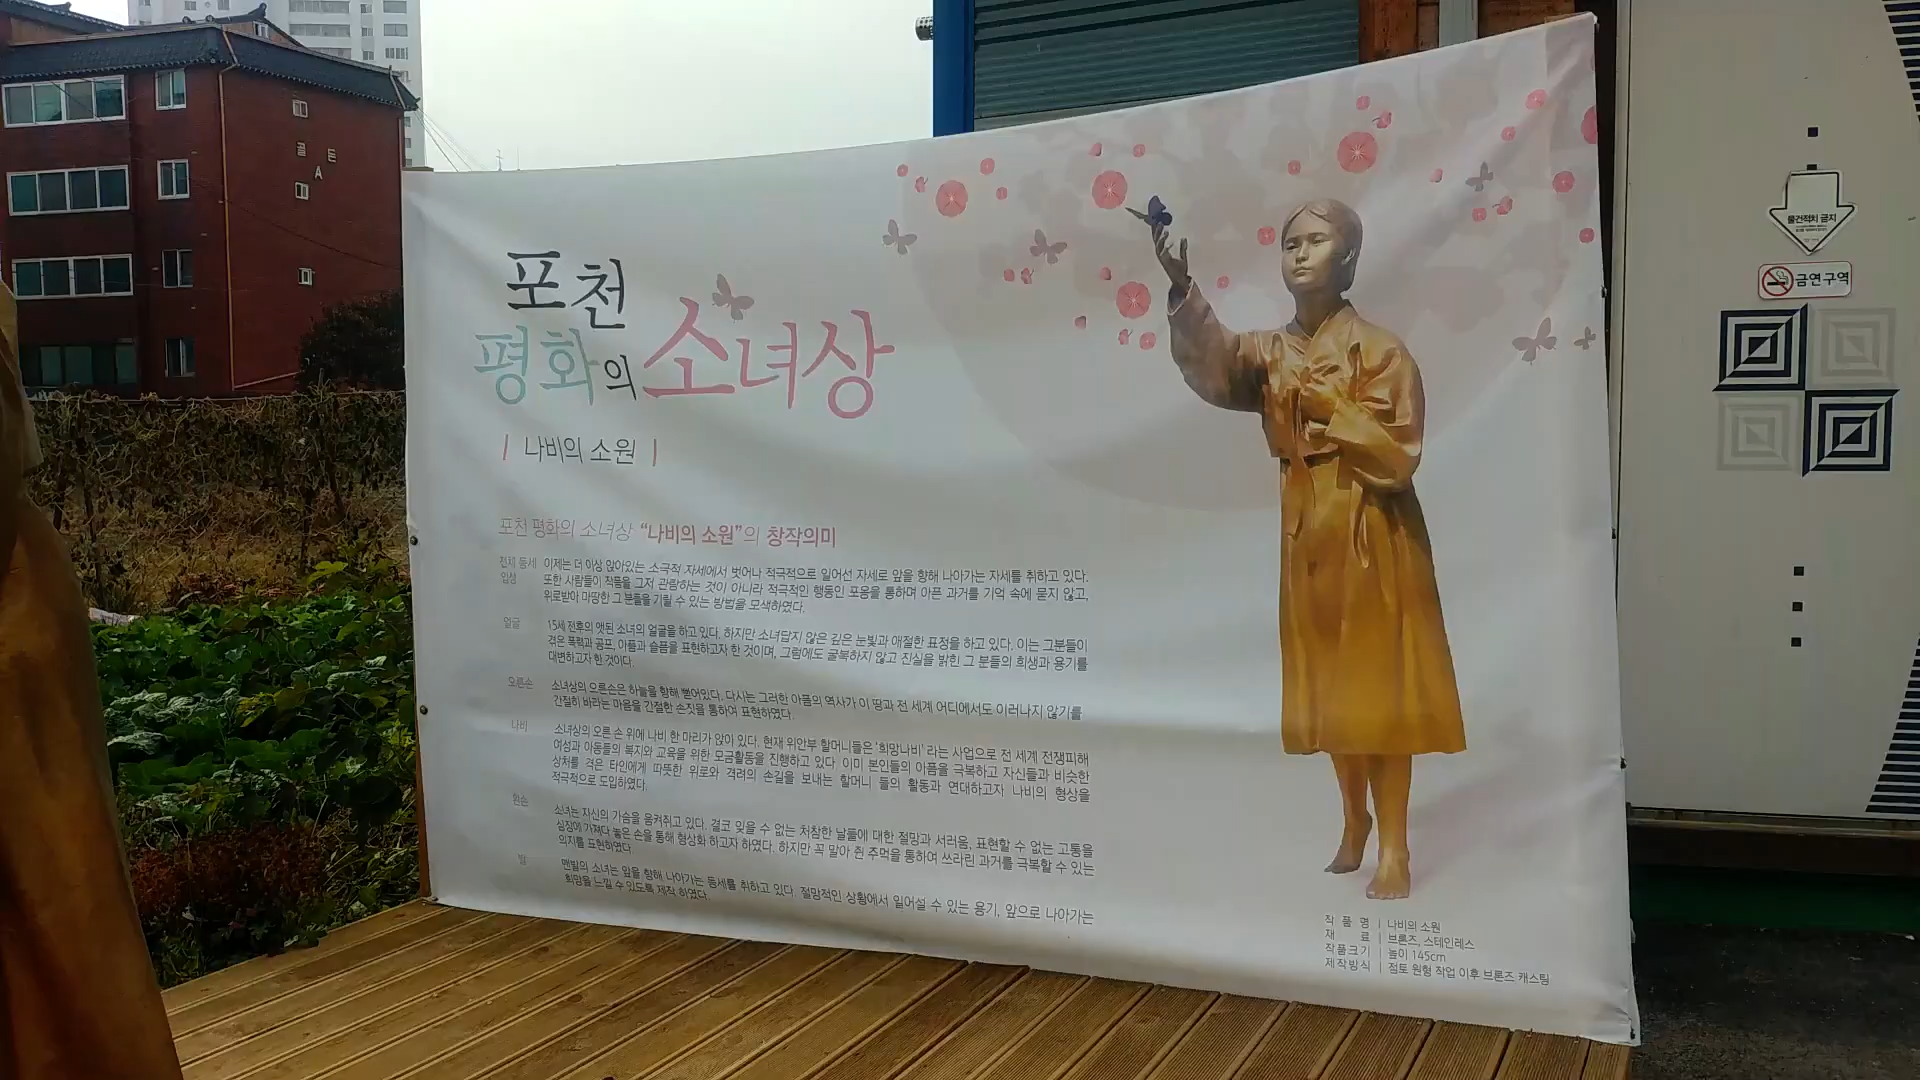 포천
평화의 소녀상
| 나비의 소원 |
포천 평화의 소녀상 "나비의 소원"의 창작의미
전체 동세 이제는 더 이상 앉아있는 소극적 자세에서 벗어나 적극적으로 일어선 자세로 앞을 향해 나아가는 자세를 취하고 있다.
입상 또한 사람들이 작품을 그저 관람하는 것이 아니라 적극적인 행동인 포옹을 통하며 아픈 과거를 기억 속에 묻지 않고,
위로받아 마땅한 그 분들을 기릴 수 있는 방법을 모색하였다.
얼굴 15세 전후의 앳된 소녀의 얼굴을 하고 있다. 하지만 소녀답지 않은 깊은 눈빛과 애절한 표정을 하고 있다. 이는 그분들이
겪은 폭력과 공포, 아픔과 슬픔을 표현하고자 한 것이며, 그럼에도 굴복하지 않고 진실을 밝힌 그 분들의 희생과 용기를
대변하고자 한 것이다.
오른손 소녀상의 오른손은 하늘을 향해 뻗어있다. 다시는 그러한 아픔의 역사가 이 땅과 전 세계 어디에서도 이러나지 않기를
간절히 바라는 마음을 간절한 손짓을 통하여 표현하였다.
나비 소녀상의 오른 손 위에 나비 한 마리가 앉아 있다. 현재 위안부 할머니들은 '희망나비' 라는 사업으로 전 세계 전쟁피해
여성과 아동들의 복지와 교육을 위한 모금활동을 진행하고 있다. 이미 본인들의 아픔을 극복하고 자신들과 비슷한
상처를 격은 타인에게 따뜻한 위로와 격려의 손길을 보내는 할머니 들의 활동과 연대하고자 나비의 형상을
적극적으로 도입하였다.
왼손 소녀는 자신의 가슴을 움켜쥐고 있다. 결코 잊을 수 없는 처참한 날들에 대한 절망과 서러움, 표현할 수 없는 고통을
심장에 가져다 놓은 손을 통해 형상화 하고자 하였다. 하지만 꼭 말아 쥔 주먹을 통하여 쓰라린 과거를 극복할 수 있는
의지를 표현하였다.
발 맨발의 소녀는 앞을 향해 나아가는 동세를 취하고 있다. 절망적인 상황에서 일어설 수 있는 용기, 앞으로 나아가는
희망을 느낄 수 있도록 제작 하였다.
작 품 명 | 나비의 소원
재 료 | 브론즈, 스테인레스
작품크기 | 높이 145cm
제작방식 | 점토 원형 작업 이후 브론즈 캐스팅
물건적치 금지
금연구역
골든
A